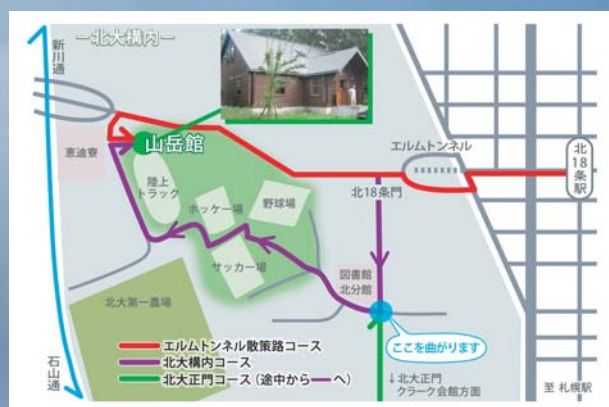 ―北大構内―
新川通
恵迪寮
山岳館
陸上
トラック
ホッケー場
野球場
サッカー場
エルムトンネル
北18条門
北18条駅
図書館
北分館
北大第一農場
ここを曲がります
エルムトンネル散策路コース
北大構内コース
北大正門コース(途中から━へ)
石山通
↓北大正門
クラーク会館方面
至 札幌駅